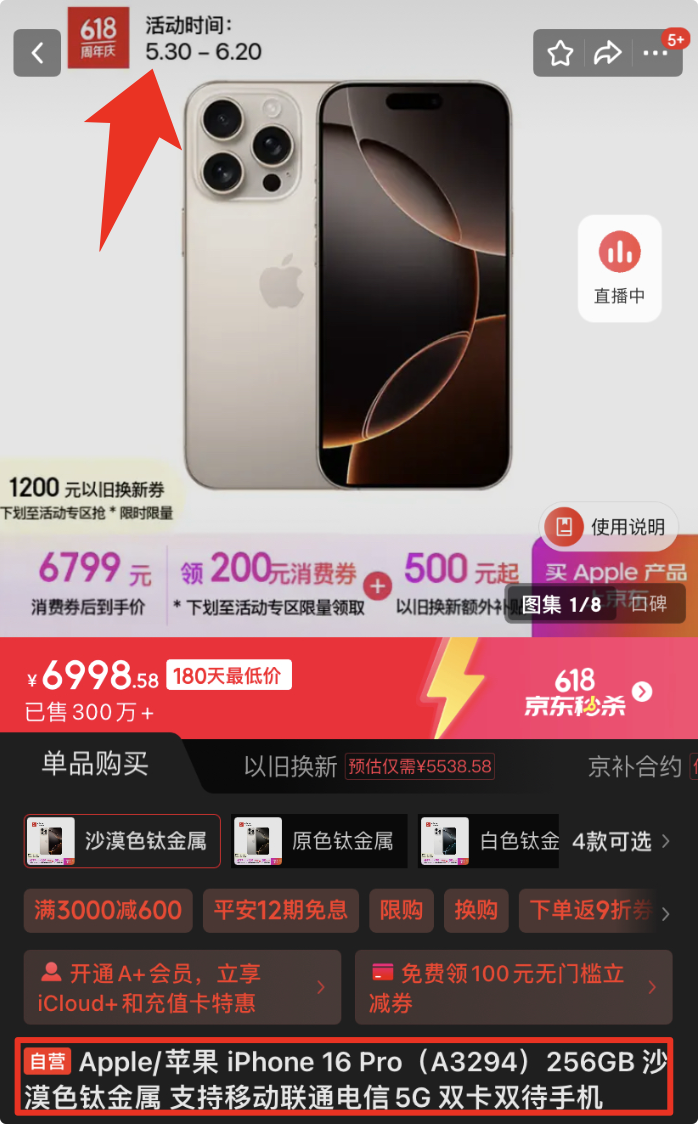 618
周年庆
活动时间：
5.30 – 6.20
5+
直播中
1200 元以旧换新券
下划至活动专区抢 * 限时限量
使用说明
6799 元
消费券后到手价
领 200元消费券
* 下划至活动专区限量领取
500 元起
以旧换新额外补贴
买 Apple 产品
上京东
图集 1/8
口碑
¥6998.58 180天最低价
已售300万+
618
京东秒杀
单品购买
以旧换新 预估仅需¥5538.58
京补合约
沙漠色钛金属
原色钛金属
白色钛金
4款可选
满3000减600
平安12期免息
限购
换购
下单返9折券
开通A+会员，立享
iCloud+和充值卡特惠
免费领100元无门槛立
减券
自营 Apple/苹果 iPhone 16 Pro（A3294）256GB 沙
漠色钛金属 支持移动联通电信5G 双卡双待手机